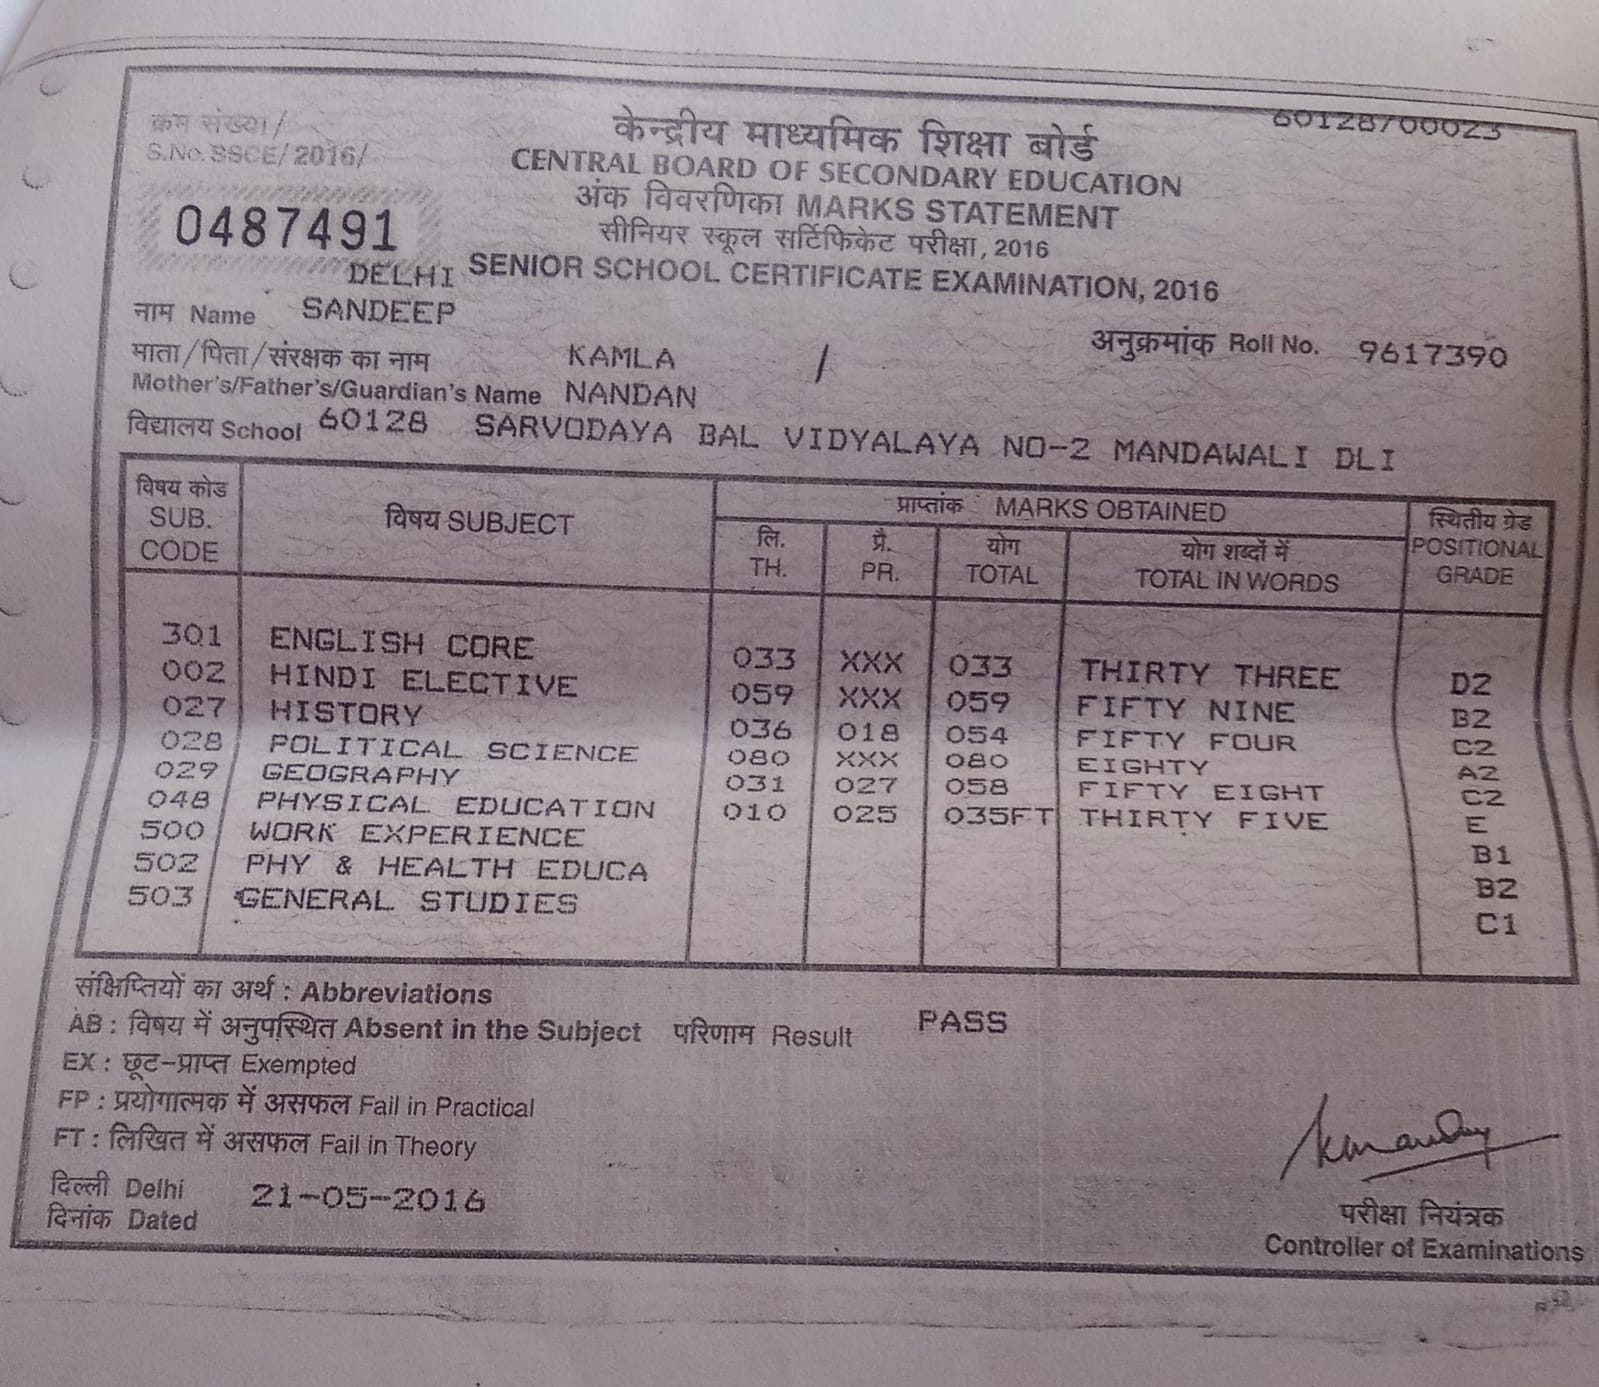 क्रम संख्या/
S.No. SSCE/2016/
0487491
60128/00023
केन्द्रीय माध्यमिक शिक्षा बोर्ड
CENTRAL BOARD OF SECONDARY EDUCATION
अंक विवरणिका MARKS STATEMENT
सीनियर स्कूल सर्टिफिकेट परीक्षा, 2016
DELHI SENIOR SCHOOL CERTIFICATE EXAMINATION, 2016
नाम Name SANDEEP
अनुक्रमांक Roll No. 9617390
माता/पिता/संरक्षक का नाम KAMLA /
Mother's/Father's/Guardian's Name NANDAN
विद्यालय School 60128 SARVODAYA BAL VIDYALAYA NO-2 MANDAWALI DLI
विषय कोड SUB. CODE विषय SUBJECT प्राप्तांक MARKS OBTAINED स्थितीय ग्रेड POSITIONAL GRADE
लि. TH. प्रै. PR. योग TOTAL योग शब्दों में TOTAL IN WORDS
301 ENGLISH CORE 033 XXX 033 THIRTY THREE D2
002 HINDI ELECTIVE 059 XXX 059 FIFTY NINE B2
027 HISTORY 036 018 054 FIFTY FOUR C2
028 POLITICAL SCIENCE 080 XXX 080 EIGHTY A2
029 GEOGRAPHY 031 027 058 FIFTY EIGHT C2
048 PHYSICAL EDUCATION 010 025 035FT THIRTY FIVE E
500 WORK EXPERIENCE B1
502 PHY & HEALTH EDUCA B2
503 GENERAL STUDIES C1
संक्षिप्तियों का अर्थ : Abbreviations
AB : विषय में अनुपस्थित Absent in the Subject परिणाम Result PASS
EX : छूट-प्राप्त Exempted
FP : प्रयोगात्मक में असफल Fail in Practical
FT : लिखित में असफल Fail in Theory
दिल्ली Delhi
दिनांक Dated 21-05-2016
परीक्षा नियंत्रक
Controller of Examinations